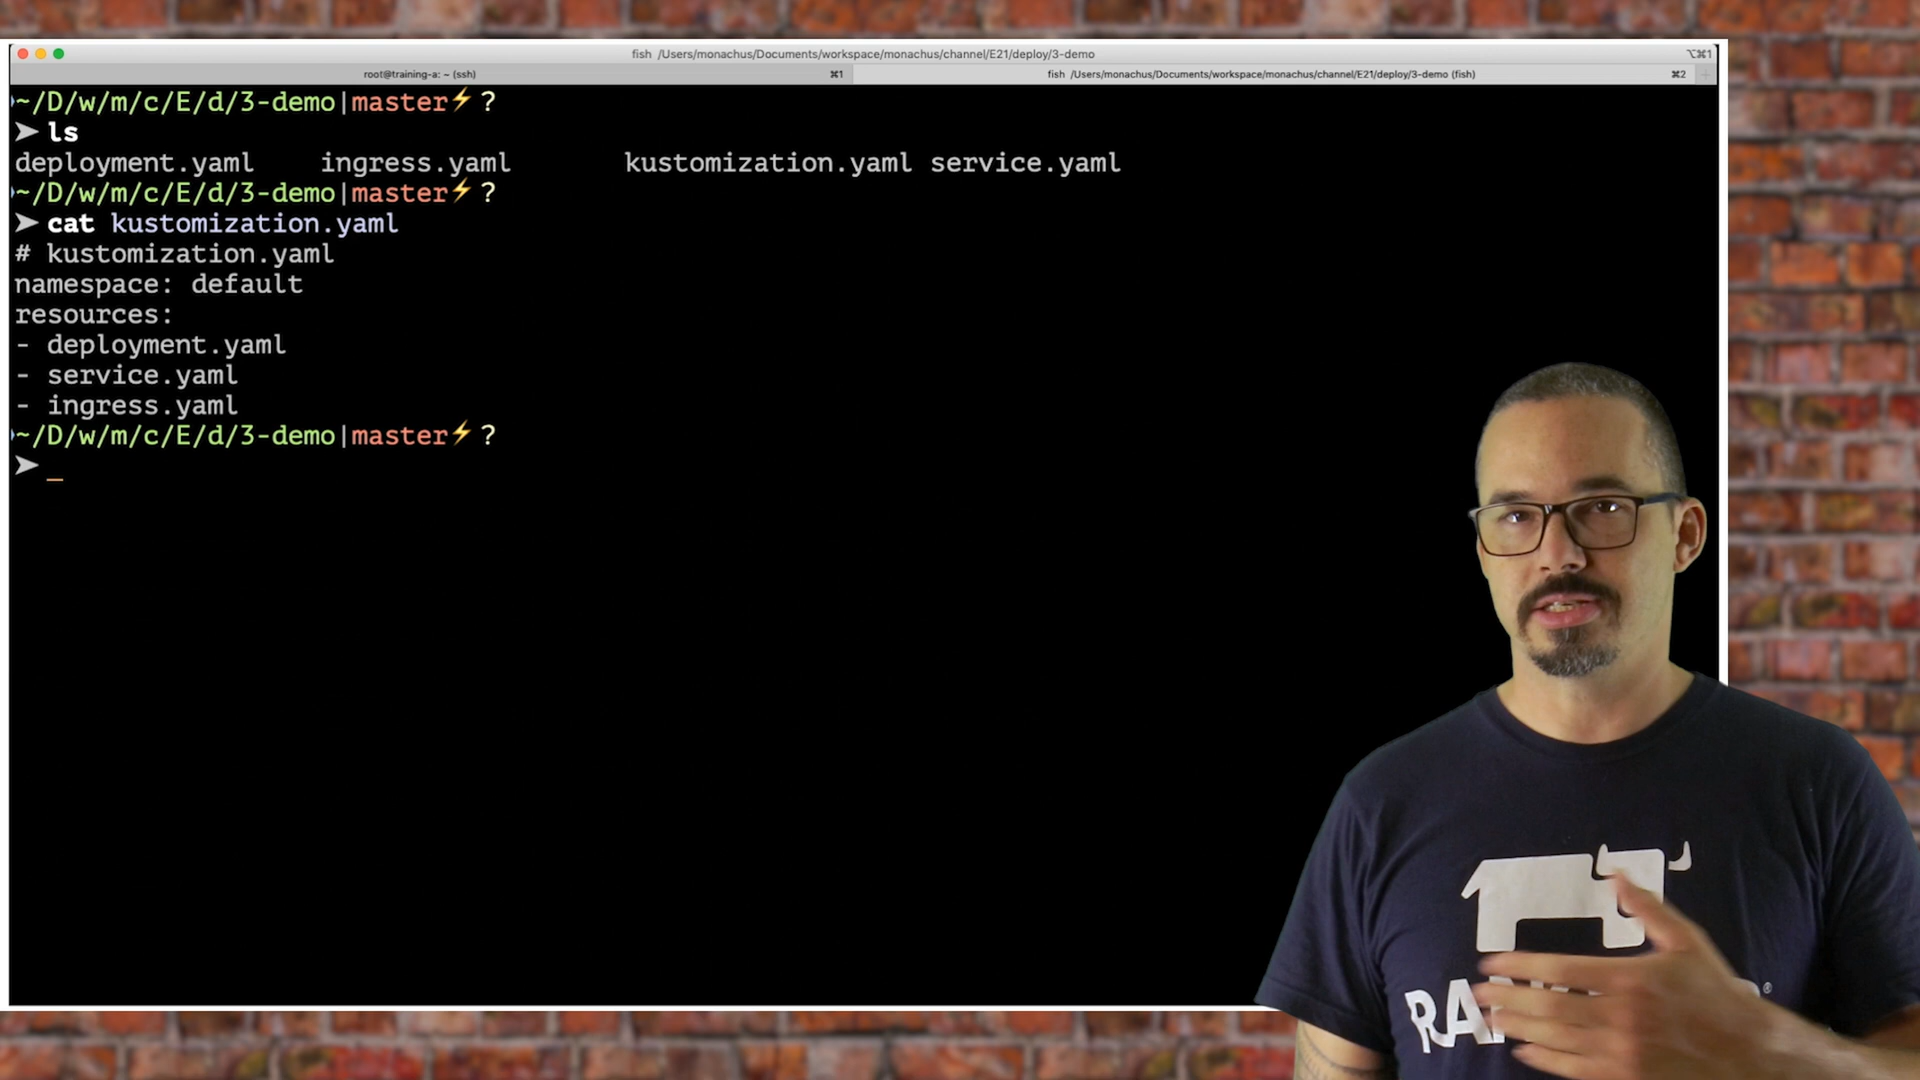 fish /Users/monachus/Documents/workspace/monachus/channel/E21/deploy/3-demo
⌥⌘1
root@training-a: ~ (ssh)
⌘1
fish /Users/monachus/Documents/workspace/monachus/channel/E21/deploy/3-demo (fish)
⌘2
~/D/w/m/c/E/d/3-demo|master⚡?
➤ ls
deployment.yaml ingress.yaml kustomization.yaml service.yaml
~/D/w/m/c/E/d/3-demo|master⚡?
➤ cat kustomization.yaml
# kustomization.yaml
namespace: default
resources:
- deployment.yaml
- service.yaml
- ingress.yaml
~/D/w/m/c/E/d/3-demo|master⚡?
➤ _